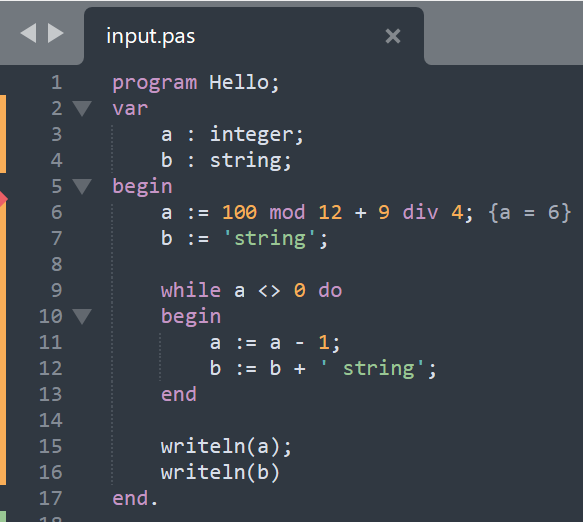 input.pas ×
1 program Hello;
2 var
3     a : integer;
4     b : string;
5 begin
6     a := 100 mod 12 + 9 div 4; {a = 6}
7     b := 'string';
8
9     while a <> 0 do
10     begin
11         a := a - 1;
12         b := b + ' string';
13     end
14
15     writeln(a);
16     writeln(b)
17 end.